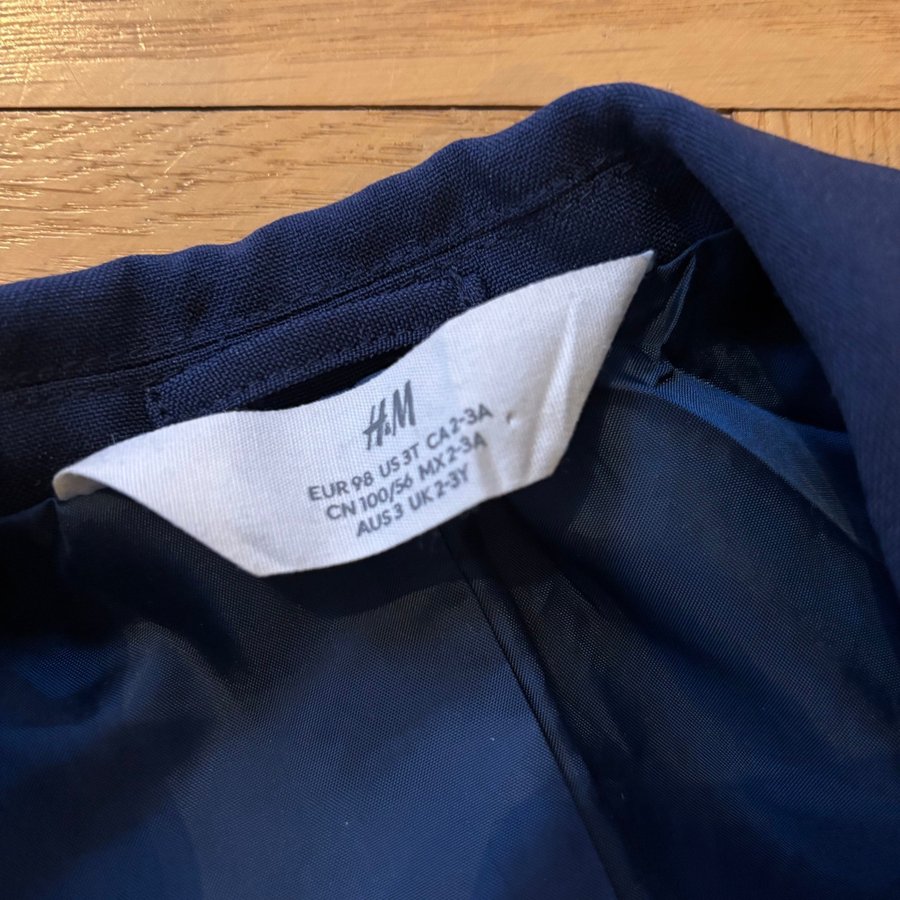 H&M
EUR 98 US 3T CA 2-3A
CN 100/56 MX 2-3A
AUS 3 UK 2-3Y